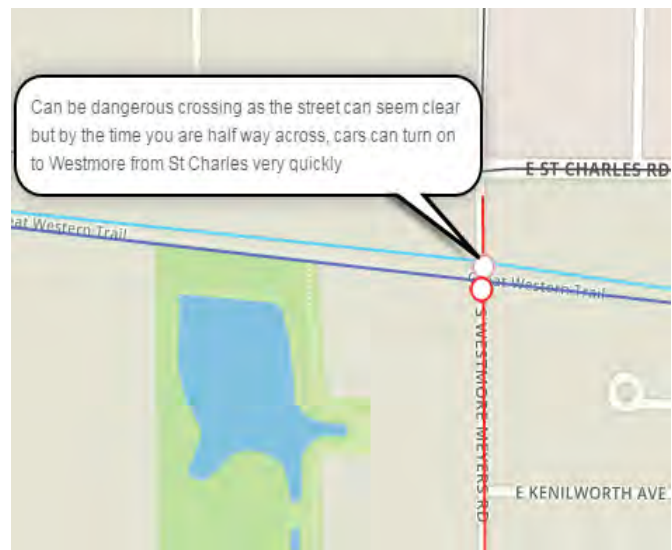 Can be dangerous crossing as the street can seem clear
but by the time you are half way across, cars can turn on
to Westmore from St Charles very quickly
E ST CHARLES RD
eat Western Trail
Great Western Trail
S WESTMORE MEYERS RD
E KENILWORTH AVE